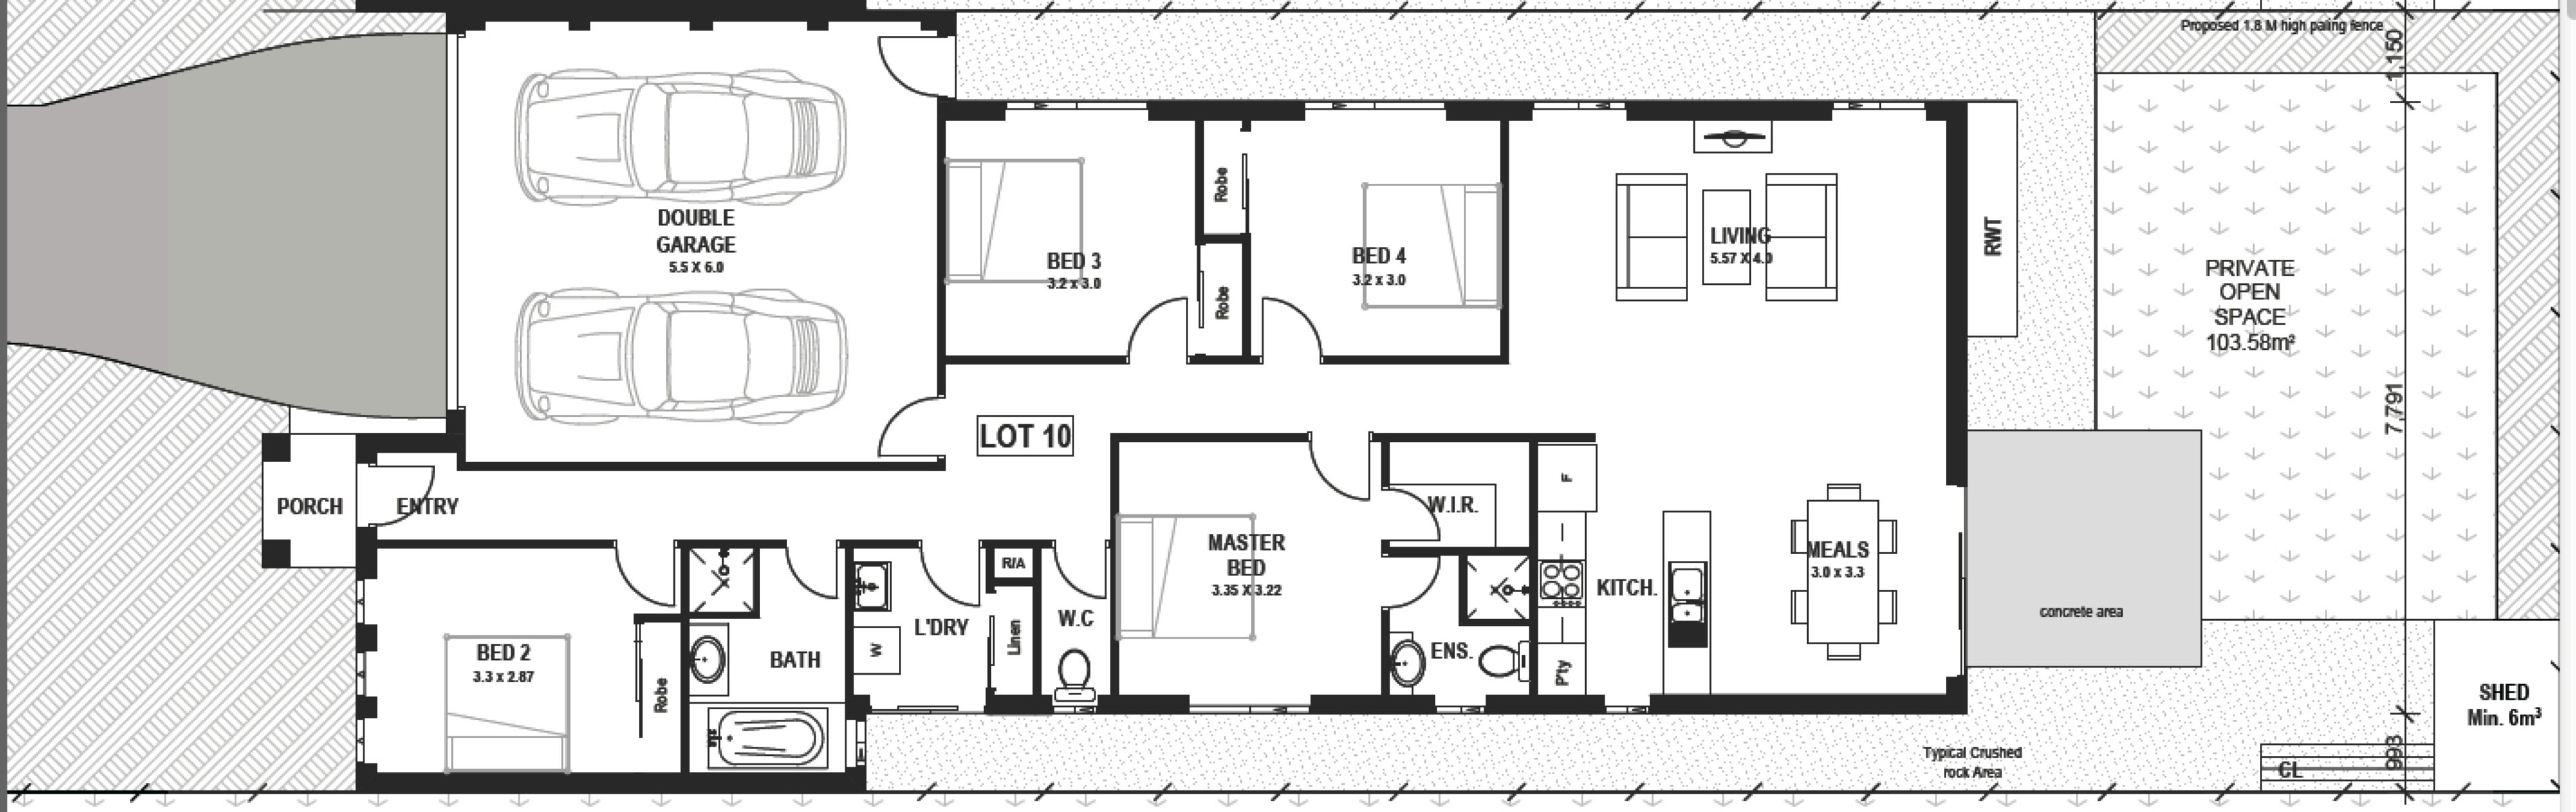 Proposed 1.8 M high paling fence
1,150
DOUBLE
GARAGE
5.5 X 6.0
BED 3
3.2 x 3.0
Robe
Robe
BED 4
3.2 x 3.0
LIVING
5.57 X 4.0
RWT
PRIVATE
OPEN
SPACE
103.58m²
7,791
LOT 10
PORCH
ENTRY
BED 2
3.3 x 2.87
Robe
BATH
L'DRY
W
R/A
Linen
W.C
MASTER
BED
3.35 X 3.22
W.I.R.
ENS.
F
P'ty
KITCH.
MEALS
3.0 x 3.3
concrete area
SHED
Min. 6m³
Typical Crushed
rock Area
CL
993